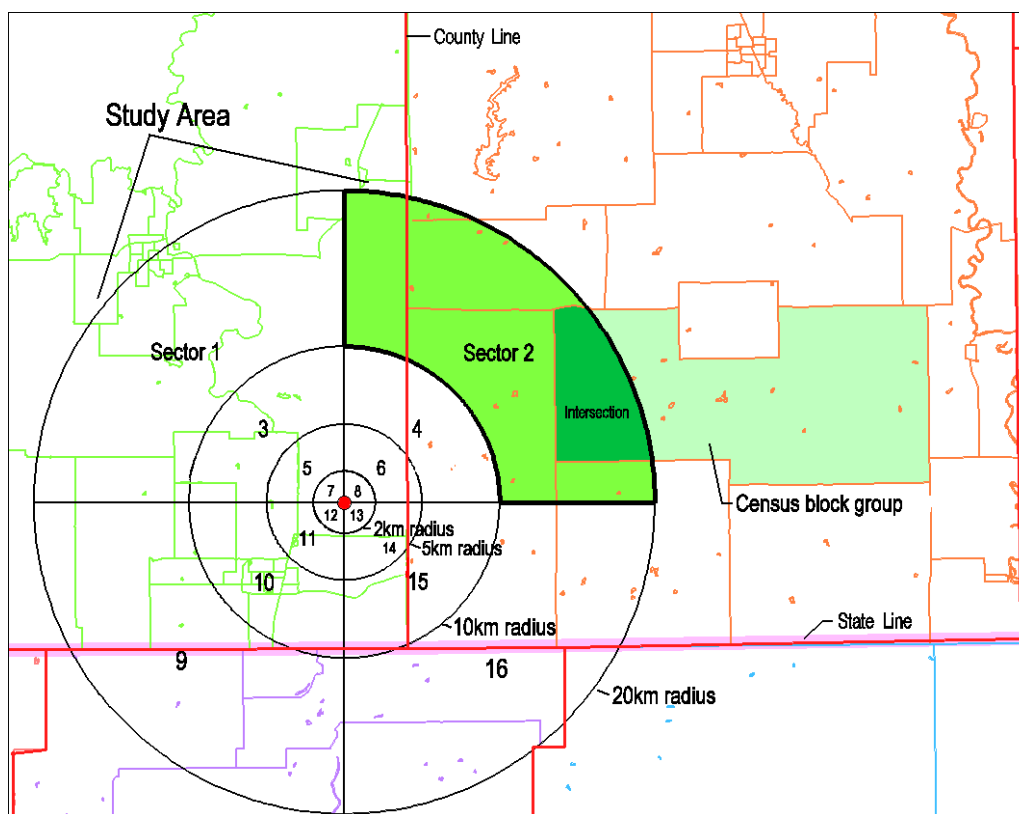 County Line
Study Area
Sector 1
Sector 2
Intersection
3
4
5
6
7
8
Census block group
12
13
2km radius
11
14
5km radius
10
15
10km radius
State Line
9
16
20km radius